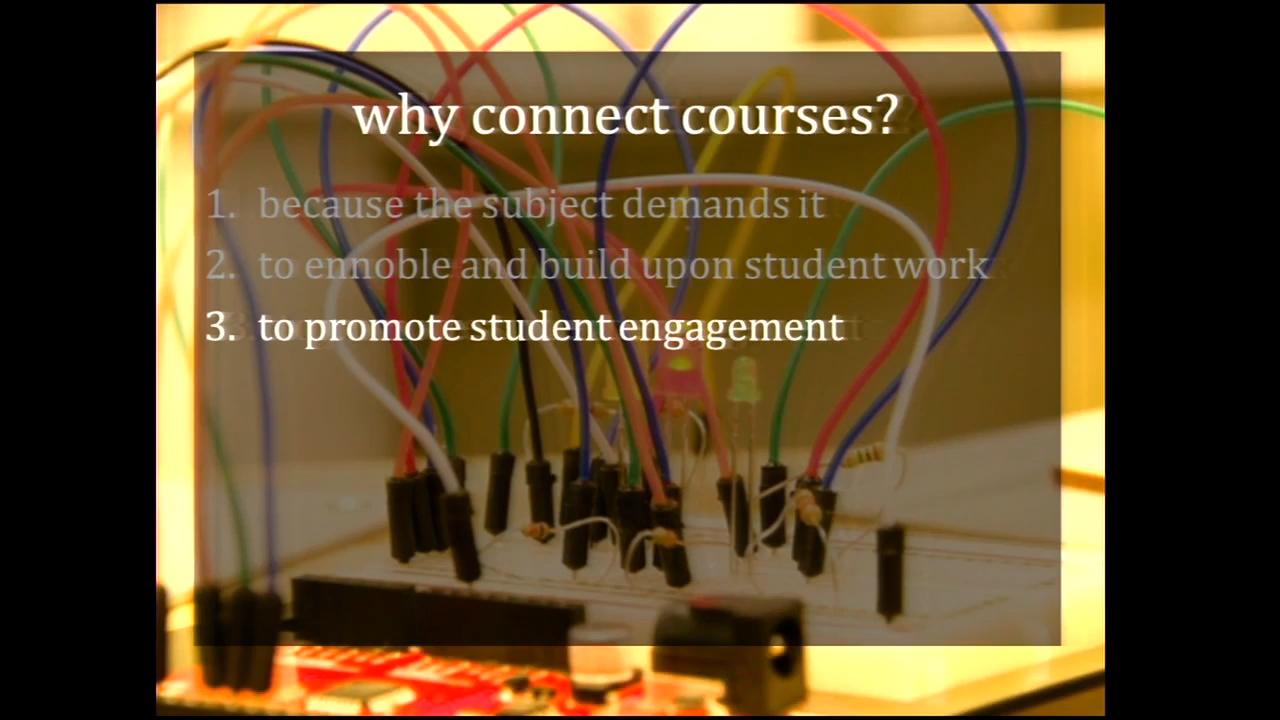 why connect courses?
1. because the subject demands it
2. to ennoble and build upon student work
3. to promote student engagement